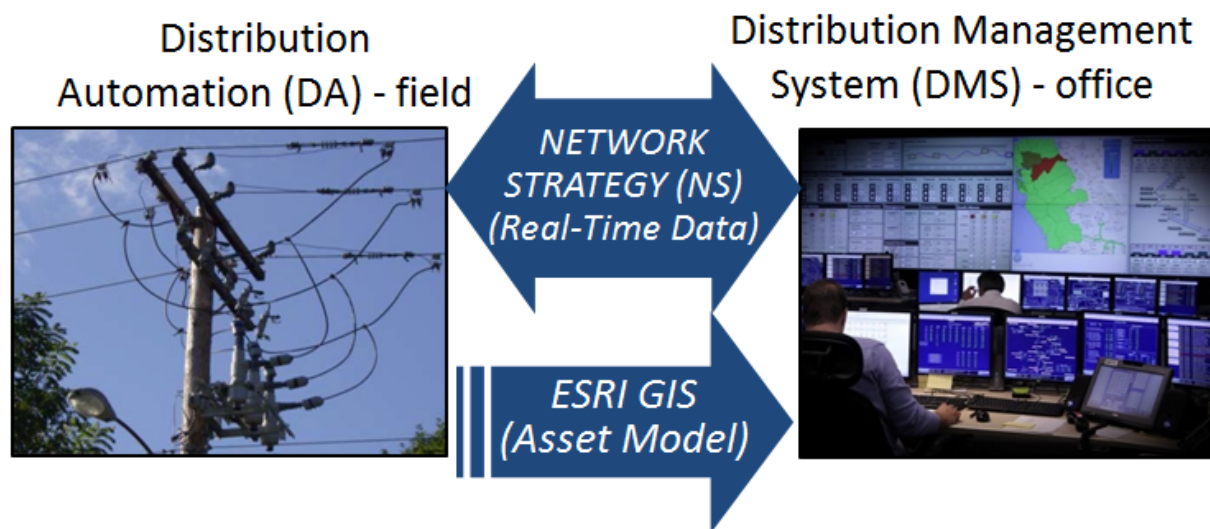 Distribution
Automation (DA) - field
Distribution Management
System (DMS) - office
NETWORK
STRATEGY (NS)
(Real-Time Data)
ESRI GIS
(Asset Model)